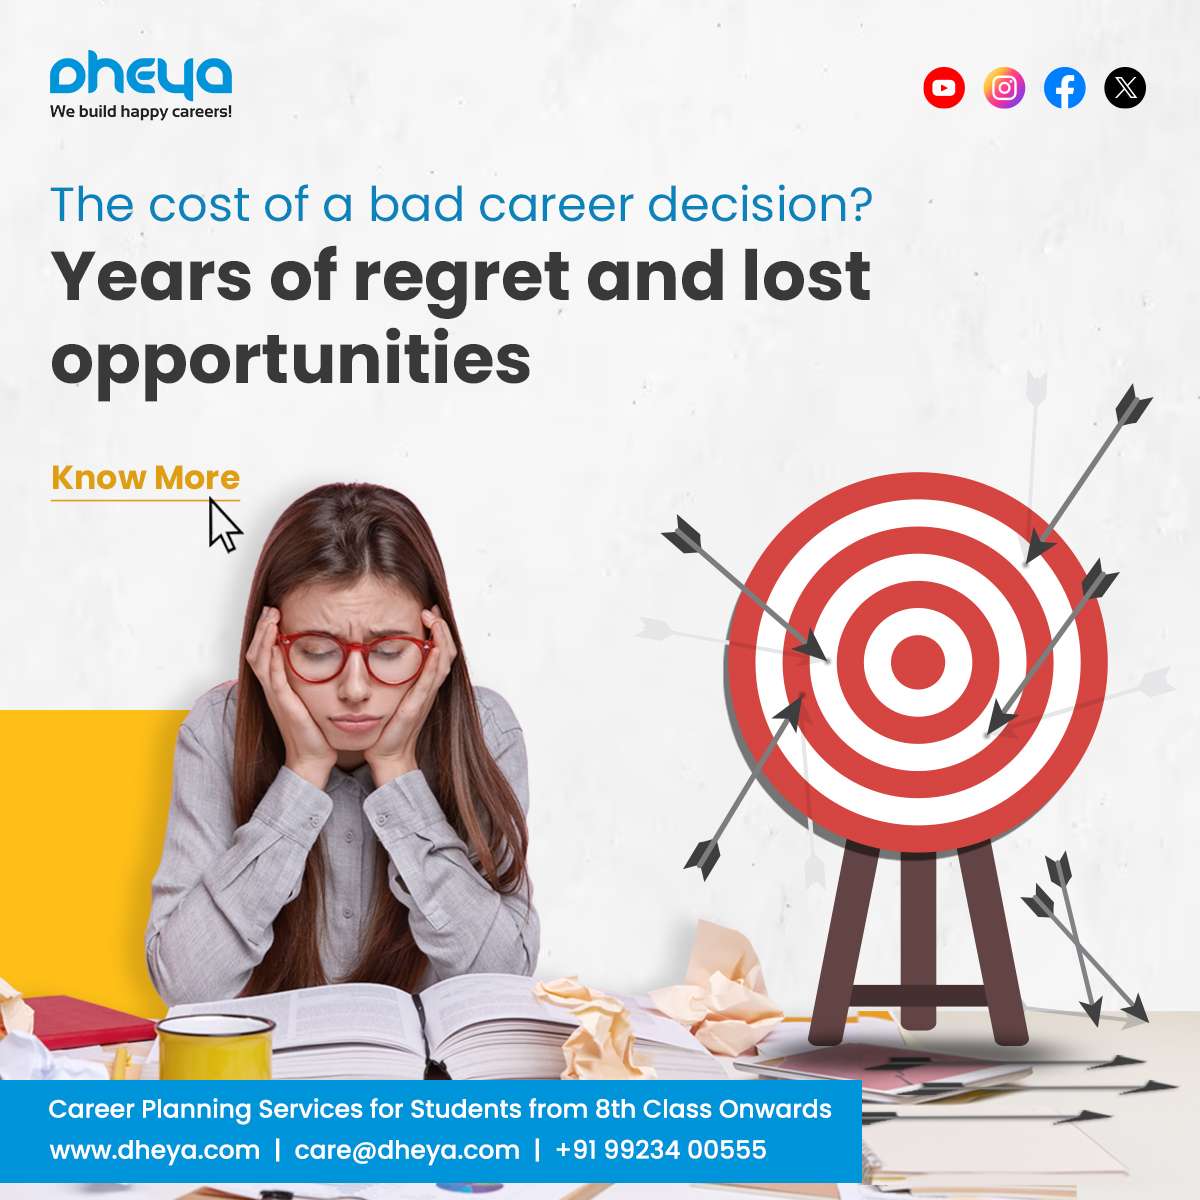 DHEYA
We build happy careers!
The cost of a bad career decision?
Years of regret and lost
opportunities
Know More
Career Planning Services for Students from 8th Class Onwards
www.dheya.com | care@dheya.com | +91 99234 00555